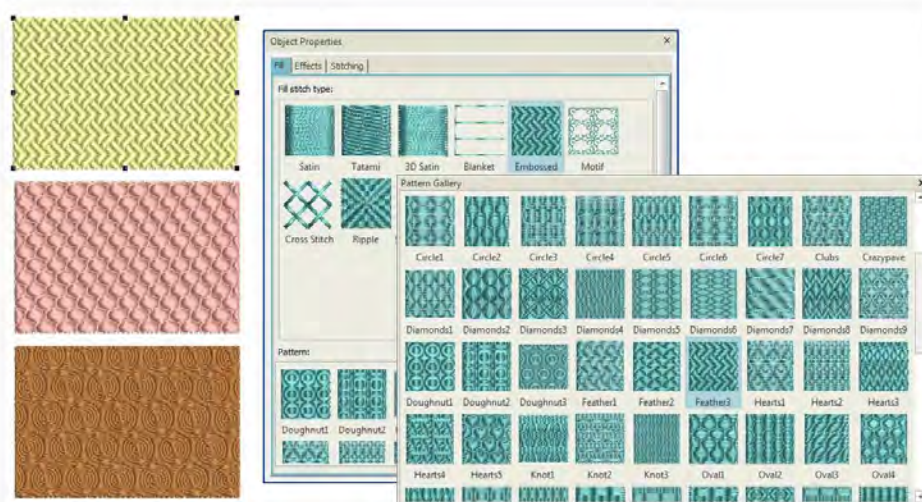 Object Properties
Fill Effects Stitching
Fill stitch type:
Satin Tatami 3D Satin Blanket Embossed Motif
Cross Stitch Ripple
Pattern:
Doughnut1 Doughnut2
Pattern Gallery
Circle1 Circle2 Circle3 Circle4 Circle5 Circle6 Circle7 Clubs Crazypave
Diamonds1 Diamonds2 Diamonds3 Diamonds4 Diamonds5 Diamonds6 Diamonds7 Diamonds8 Diamonds9
Doughnut1 Doughnut2 Doughnut3 Feather1 Feather2 Feather3 Hearts1 Hearts2 Hearts3
Hearts4 Hearts5 Knot1 Knot2 Knot3 Oval1 Oval2 Oval3 Oval4